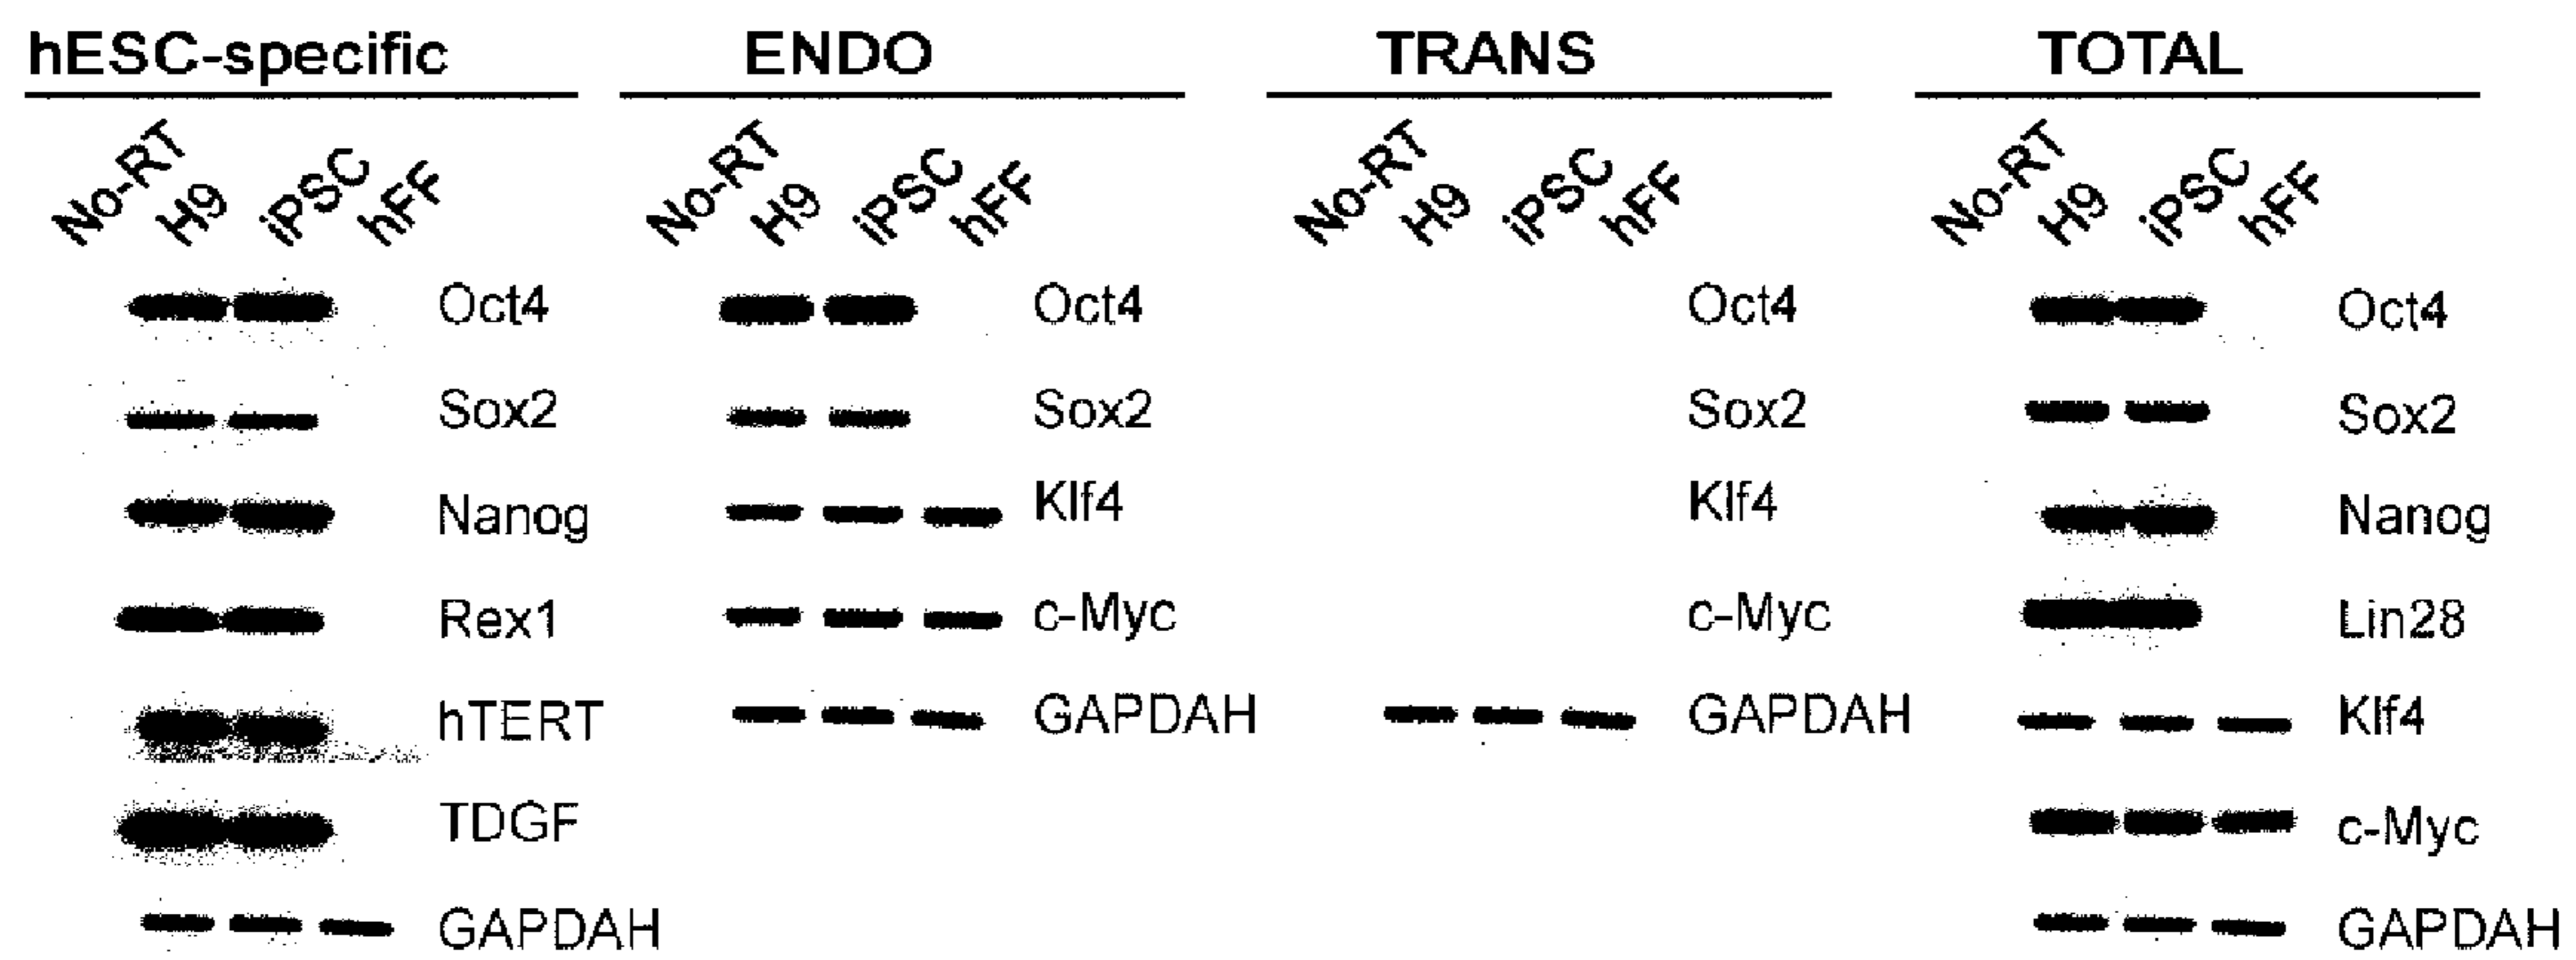 hESC-specific
No-RT
H9
iPSC
hFF
Oct4
Sox2
Nanog
Rex1
hTERT
TDGF
GAPDAH
ENDO
No-RT
H9
iPSC
hFF
Oct4
Sox2
Klf4
c-Myc
GAPDAH
TRANS
No-RT
H9
iPSC
hFF
Oct4
Sox2
Klf4
c-Myc
GAPDAH
TOTAL
No-RT
H9
iPSC
hFF
Oct4
Sox2
Nanog
Lin28
Klf4
c-Myc
GAPDAH